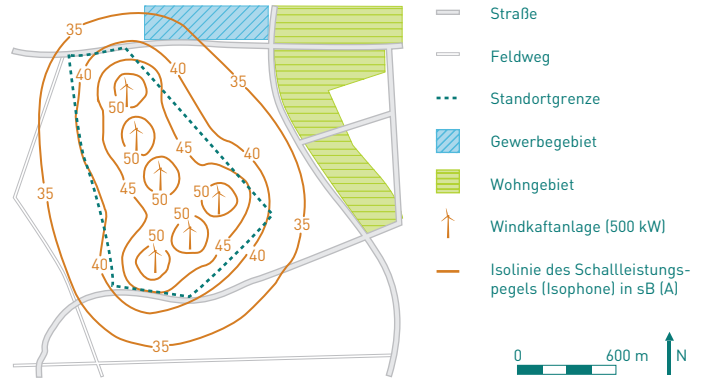 35
40
40
35
50
45
50
35
45
50
50
40
50
35
50
45
40
40
35
Straße
Feldweg
Standortgrenze
Gewerbegebiet
Wohngebiet
Windkaftanlage (500 kW)
Isolinie des Schallleistungs-
pegels (Isophone) in sB (A)
0 600 m N